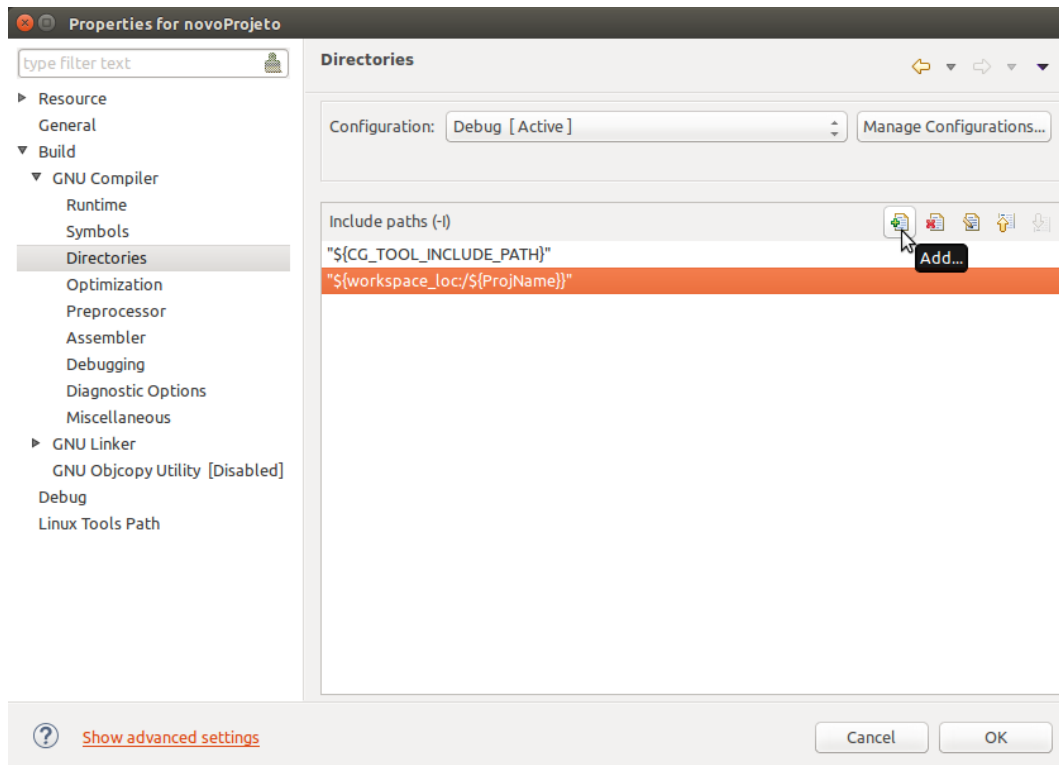 Properties for novoProjeto
type filter text
Directories
Resource
General
Build
GNU Compiler
Runtime
Symbols
Directories
Optimization
Preprocessor
Assembler
Debugging
Diagnostic Options
Miscellaneous
GNU Linker
GNU Objcopy Utility [Disabled]
Debug
Linux Tools Path
Configuration: Debug [ Active ] Manage Configurations...
Include paths (-I)
Add...
"${CG_TOOL_INCLUDE_PATH}"
"${workspace_loc:/${ProjName}}"
Show advanced settings
Cancel OK